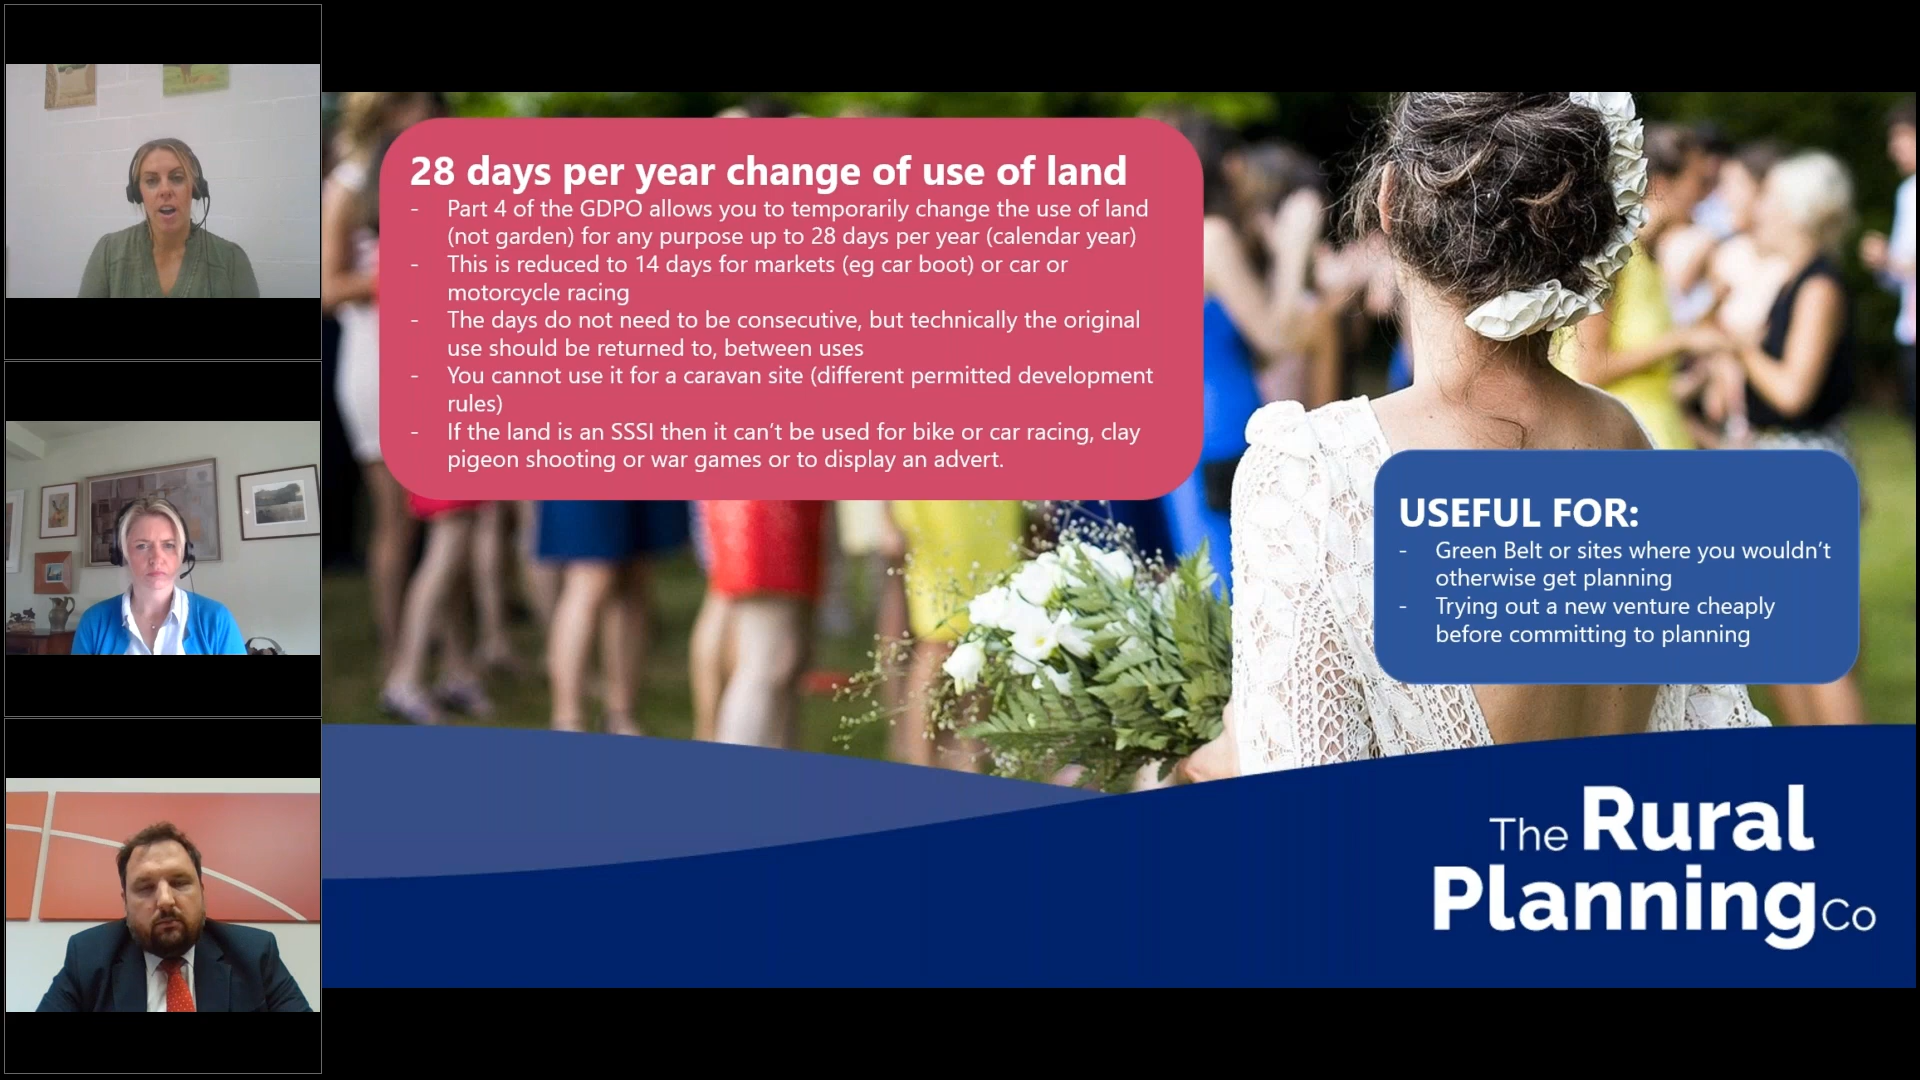 28 days per year change of use of land
- Part 4 of the GDPO allows you to temporarily change the use of land
(not garden) for any purpose up to 28 days per year (calendar year)
- This is reduced to 14 days for markets (eg car boot) or car or
motorcycle racing
- The days do not need to be consecutive, but technically the original
use should be returned to, between uses
- You cannot use it for a caravan site (different permitted development
rules)
- If the land is an SSSI then it can’t be used for bike or car racing, clay
pigeon shooting or war games or to display an advert.
USEFUL FOR:
- Green Belt or sites where you wouldn’t
otherwise get planning
- Trying out a new venture cheaply
before committing to planning
The Rural
Planning Co